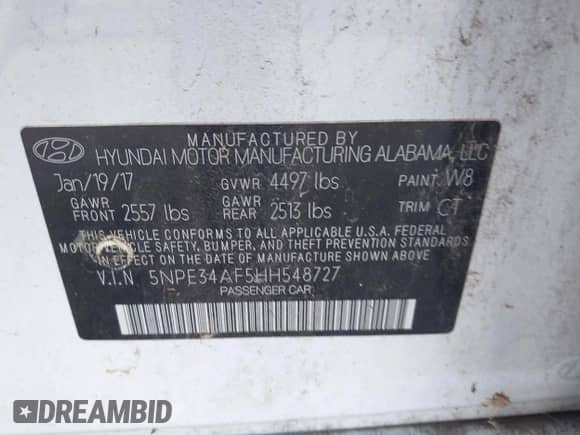 MANUFACTURED BY
HYUNDAI MOTOR MANUFACTURING ALABAMA, LLC
Jan/19/17 GVWR 4497 lbs PAINT W8
GAWR FRONT 2557 lbs GAWR REAR 2513 lbs TRIM CT
THIS VEHICLE CONFORMS TO ALL APPLICABLE U.S.A. FEDERAL
MOTOR VEHICLE SAFETY, BUMPER, AND THEFT PREVENTION STANDARDS
IN EFFECT ON THE DATE OF MANUFACTURE SHOWN ABOVE.
V.I.N 5NPE34AF5HH548727
PASSENGER CAR
DREAMBID